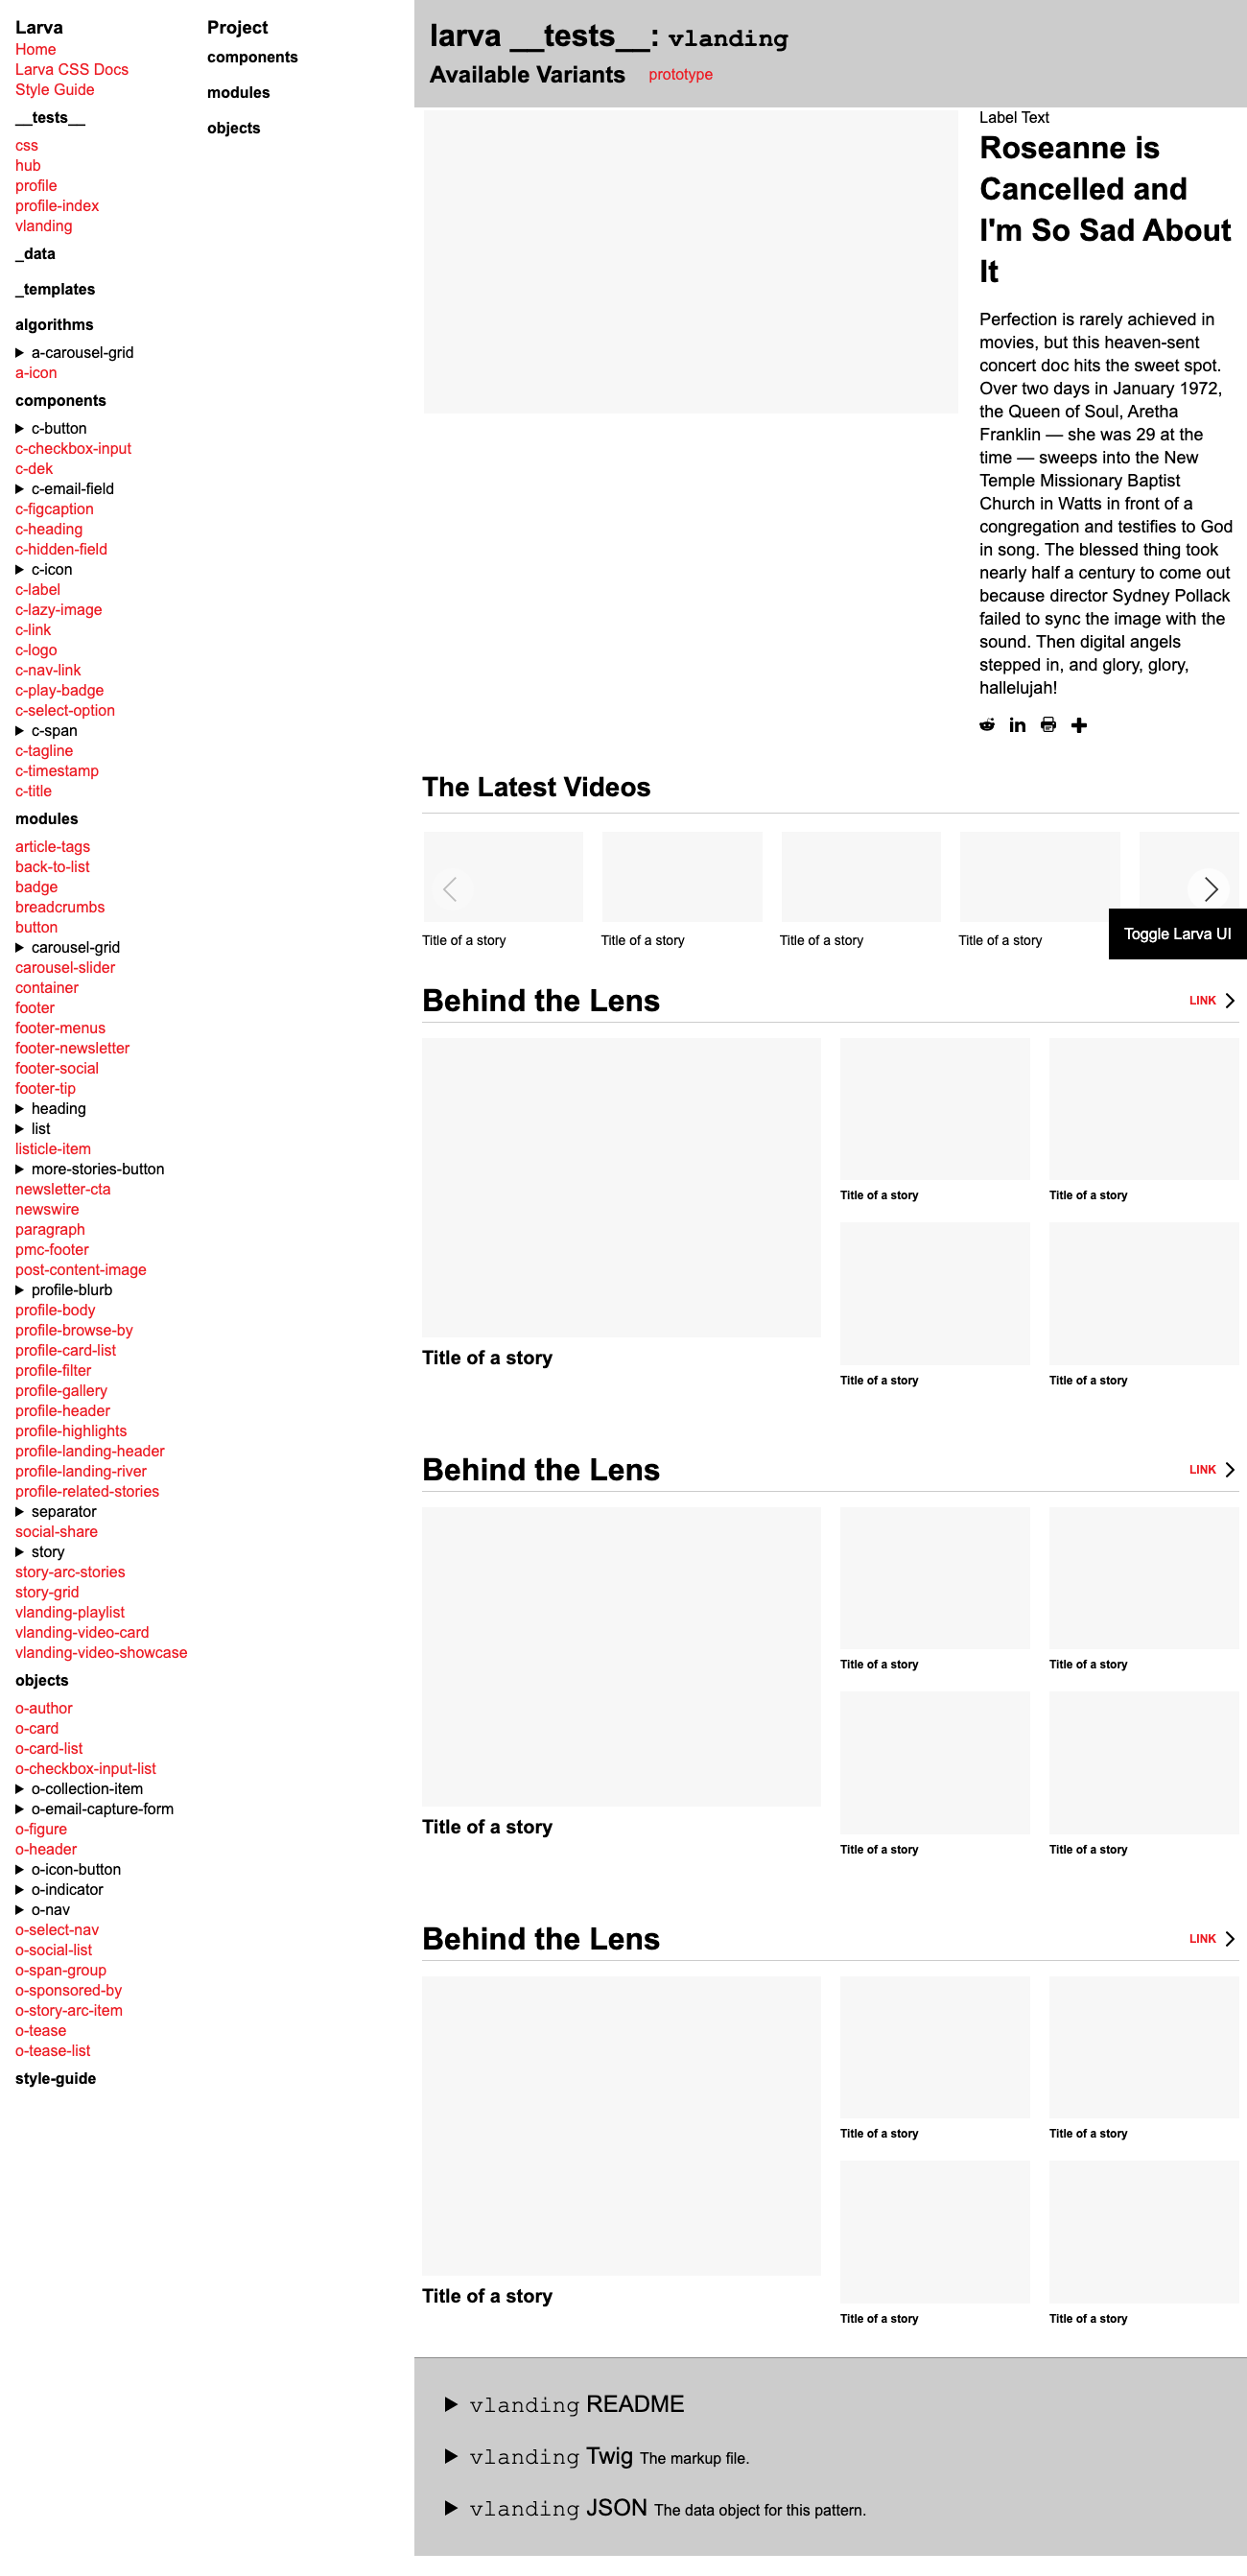 Larva
Home
Larva CSS Docs
Style Guide
__tests__
css
hub
profile
profile-index
vlanding
_data
_templates
algorithms
a-carousel-grid
a-icon
components
c-button
c-checkbox-input
c-dek
c-email-field
c-figcaption
c-heading
c-hidden-field
c-icon
c-label
c-lazy-image
c-link
c-logo
c-nav-link
c-play-badge
c-select-option
c-span
c-tagline
c-timestamp
c-title
modules
article-tags
back-to-list
badge
breadcrumbs
button
carousel-grid
carousel-slider
container
footer
footer-menus
footer-newsletter
footer-social
footer-tip
heading
list
listicle-item
more-stories-button
newsletter-cta
newswire
paragraph
pmc-footer
post-content-image
profile-blurb
profile-body
profile-browse-by
profile-card-list
profile-filter
profile-gallery
profile-header
profile-highlights
profile-landing-header
profile-landing-river
profile-related-stories
separator
social-share
story
story-arc-stories
story-grid
vlanding-playlist
vlanding-video-card
vlanding-video-showcase
objects
o-author
o-card
o-card-list
o-checkbox-input-list
o-collection-item
o-email-capture-form
o-figure
o-header
o-icon-button
o-indicator
o-nav
o-select-nav
o-social-list
o-span-group
o-sponsored-by
o-story-arc-item
o-tease
o-tease-list
style-guide
Project
components
modules
objects
larva __tests__: vlanding
Available Variants prototype
Label Text
Roseanne is
Cancelled and
I'm So Sad About
It
Perfection is rarely achieved in
movies, but this heaven-sent
concert doc hits the sweet spot.
Over two days in January 1972,
the Queen of Soul, Aretha
Franklin — she was 29 at the
time — sweeps into the New
Temple Missionary Baptist
Church in Watts in front of a
congregation and testifies to God
in song. The blessed thing took
nearly half a century to come out
because director Sydney Pollack
failed to sync the image with the
sound. Then digital angels
stepped in, and glory, glory,
hallelujah!
The Latest Videos
Title of a story Title of a story Title of a story Title of a story
Toggle Larva UI
Behind the Lens LINK
Title of a story Title of a story
Title of a story
Title of a story Title of a story
Behind the Lens LINK
Title of a story Title of a story
Title of a story
Title of a story Title of a story
Behind the Lens LINK
Title of a story Title of a story
Title of a story
Title of a story Title of a story
vlanding README
vlanding Twig The markup file.
vlanding JSON The data object for this pattern.